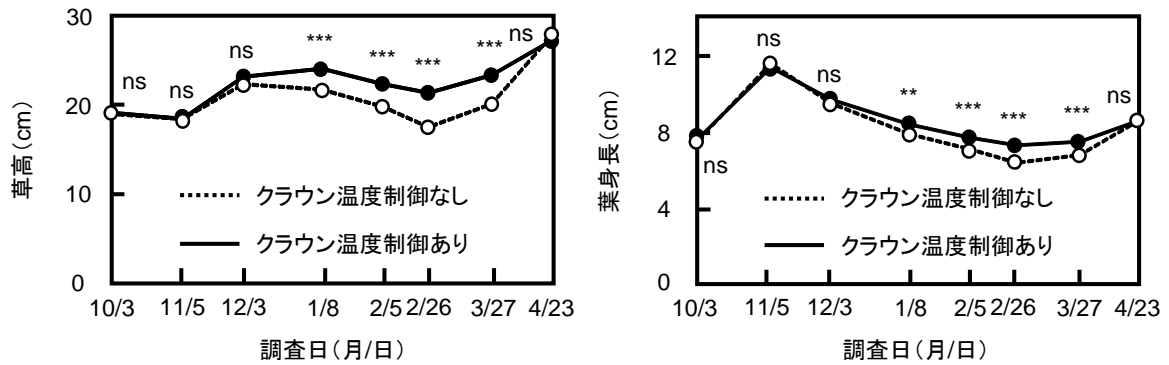 30
20
10
0
草高(cm)
ns
ns
ns
***
***
***
***
ns
クラウン温度制御なし
クラウン温度制御あり
10/3 11/5 12/3 1/8 2/5 2/26 3/27 4/23
調査日(月/日)
12
8
4
0
葉身長(cm)
ns
ns
ns
**
***
***
***
ns
クラウン温度制御なし
クラウン温度制御あり
10/3 11/5 12/3 1/8 2/5 2/26 3/27 4/23
調査日(月/日)